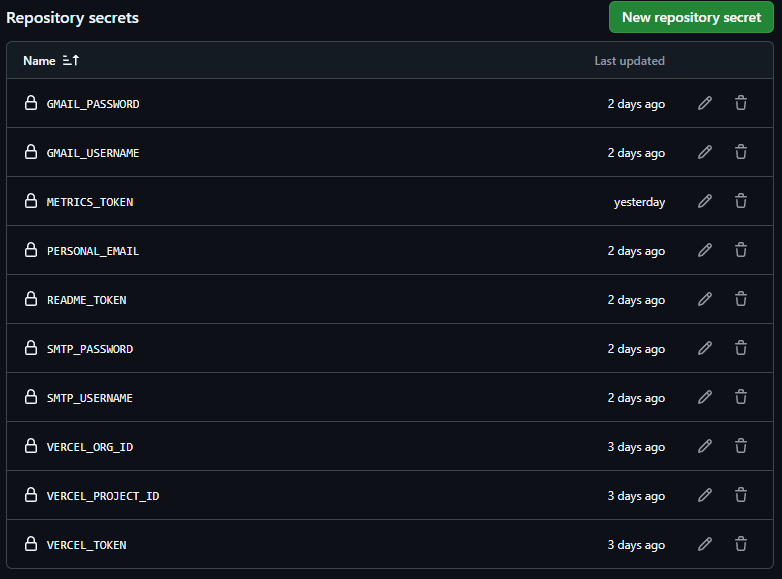 Repository secrets New repository secret
Name Last updated
GMAIL_PASSWORD 2 days ago
GMAIL_USERNAME 2 days ago
METRICS_TOKEN yesterday
PERSONAL_EMAIL 2 days ago
README_TOKEN 2 days ago
SMTP_PASSWORD 2 days ago
SMTP_USERNAME 2 days ago
VERCEL_ORG_ID 3 days ago
VERCEL_PROJECT_ID 3 days ago
VERCEL_TOKEN 3 days ago